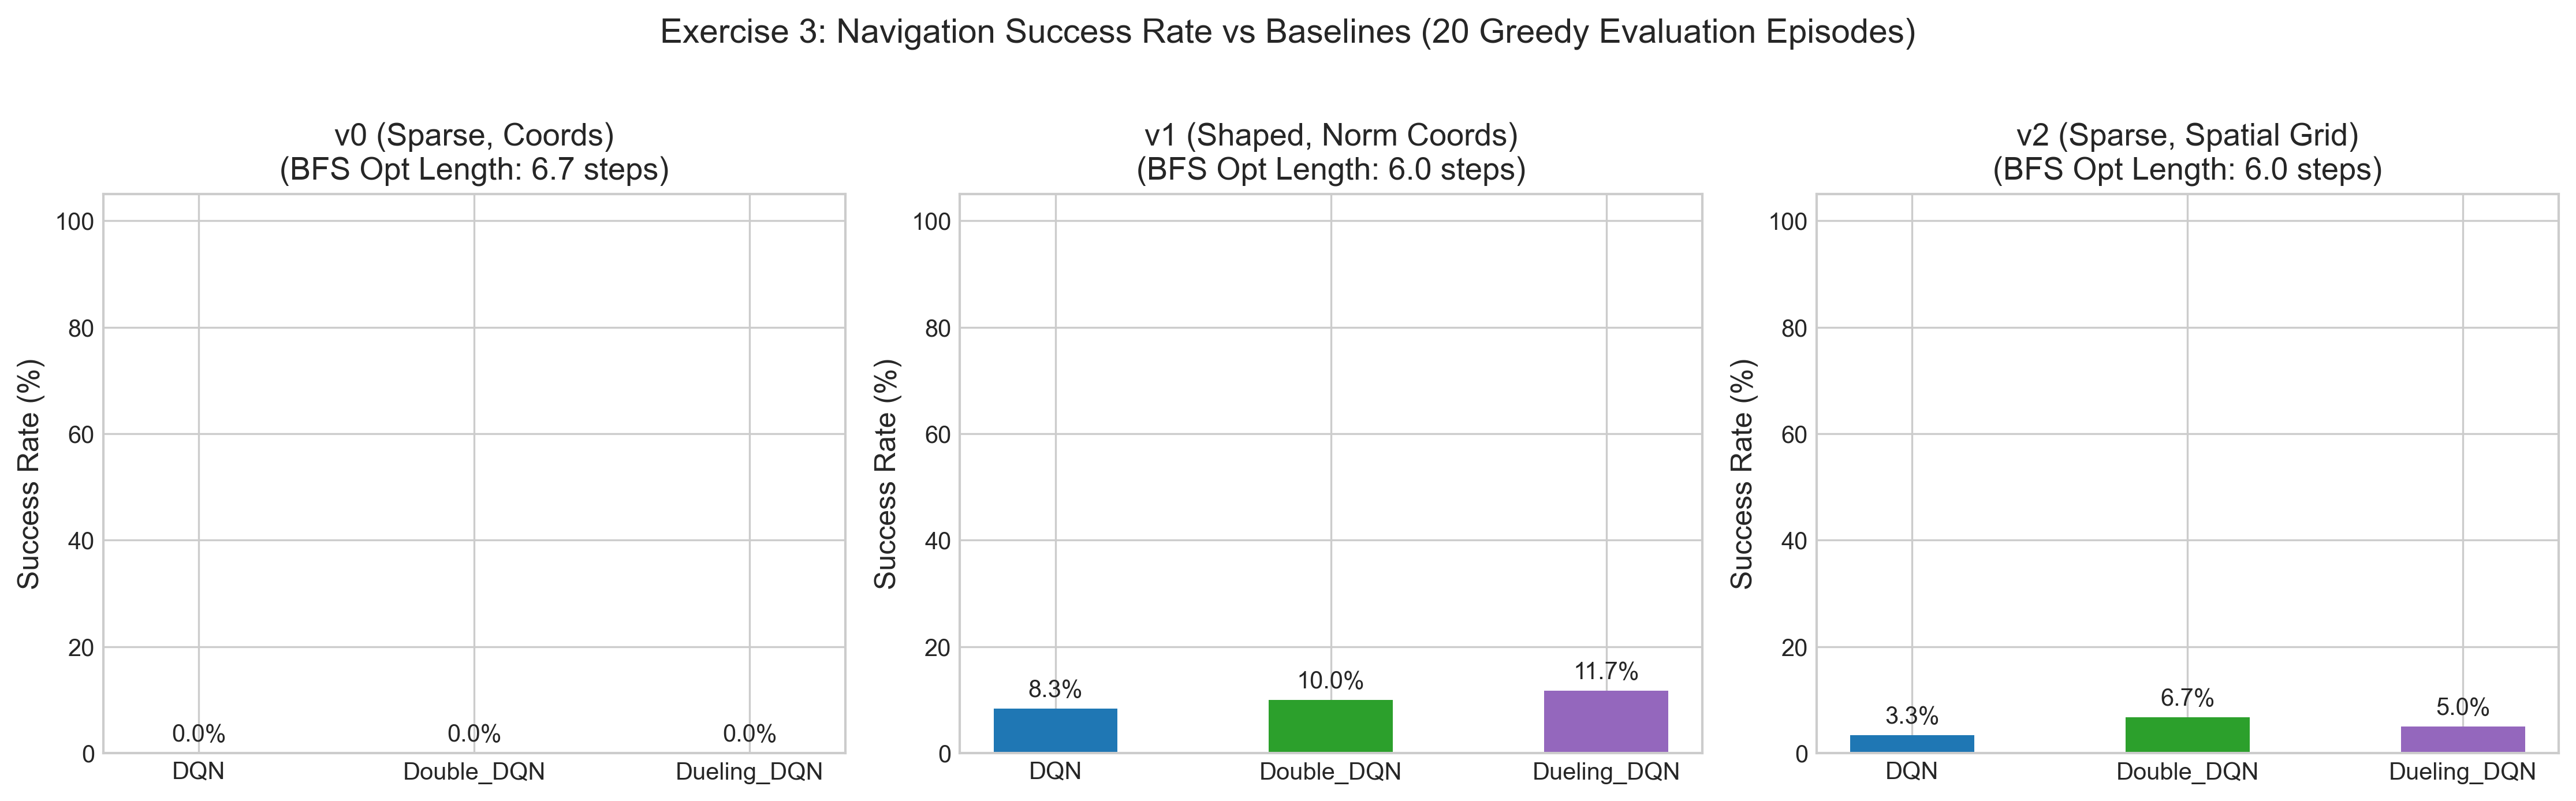 Exercise 3: Navigation Success Rate vs Baselines (20 Greedy Evaluation Episodes)
v0 (Sparse, Coords)
(BFS Opt Length: 6.7 steps)
Success Rate (%)
100
80
60
40
20
0
0.0%
0.0%
0.0%
DQN
Double_DQN
Dueling_DQN
v1 (Shaped, Norm Coords)
(BFS Opt Length: 6.0 steps)
Success Rate (%)
100
80
60
40
20
0
8.3%
10.0%
11.7%
DQN
Double_DQN
Dueling_DQN
v2 (Sparse, Spatial Grid)
(BFS Opt Length: 6.0 steps)
Success Rate (%)
100
80
60
40
20
0
3.3%
6.7%
5.0%
DQN
Double_DQN
Dueling_DQN